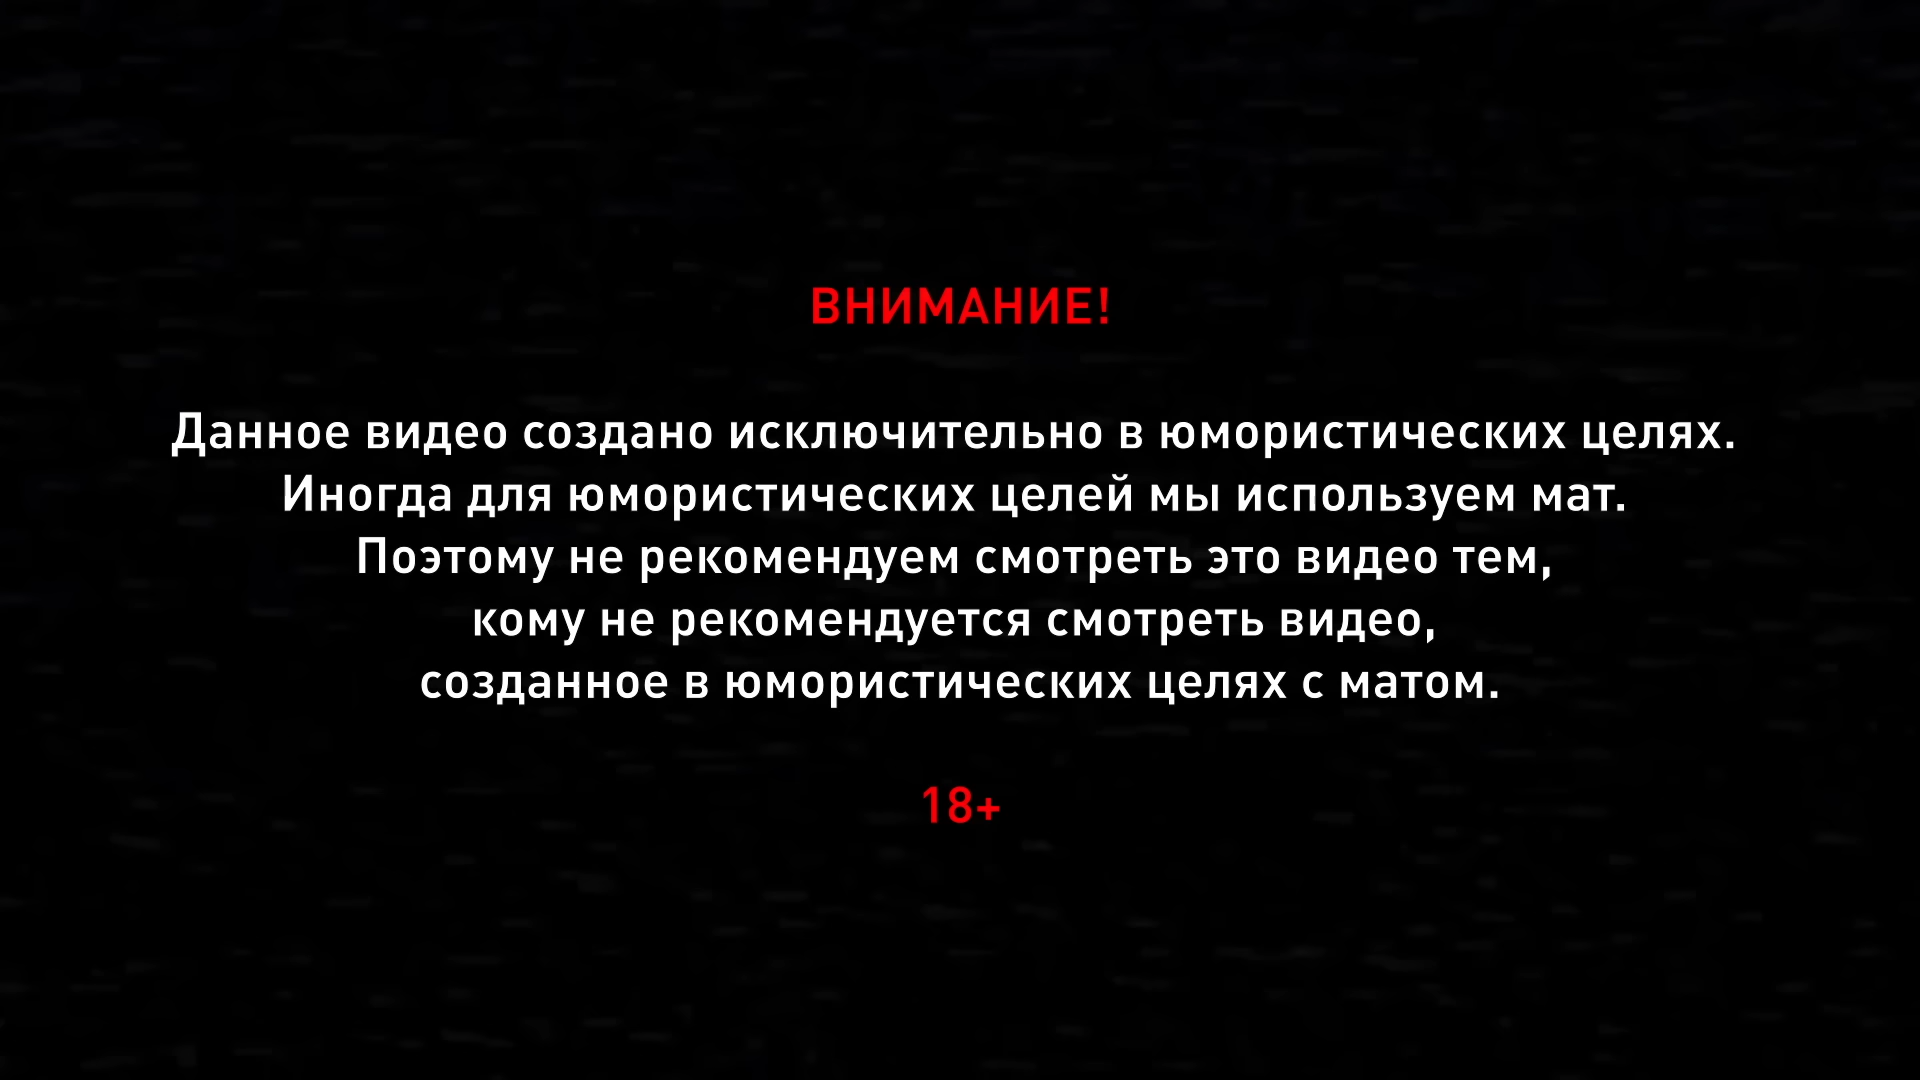 ВНИМАНИЕ!
Данное видео создано исключительно в юмористических целях.
Иногда для юмористических целей мы используем мат.
Поэтому не рекомендуем смотреть это видео тем,
кому не рекомендуется смотреть видео,
созданное в юмористических целях с матом.
18+